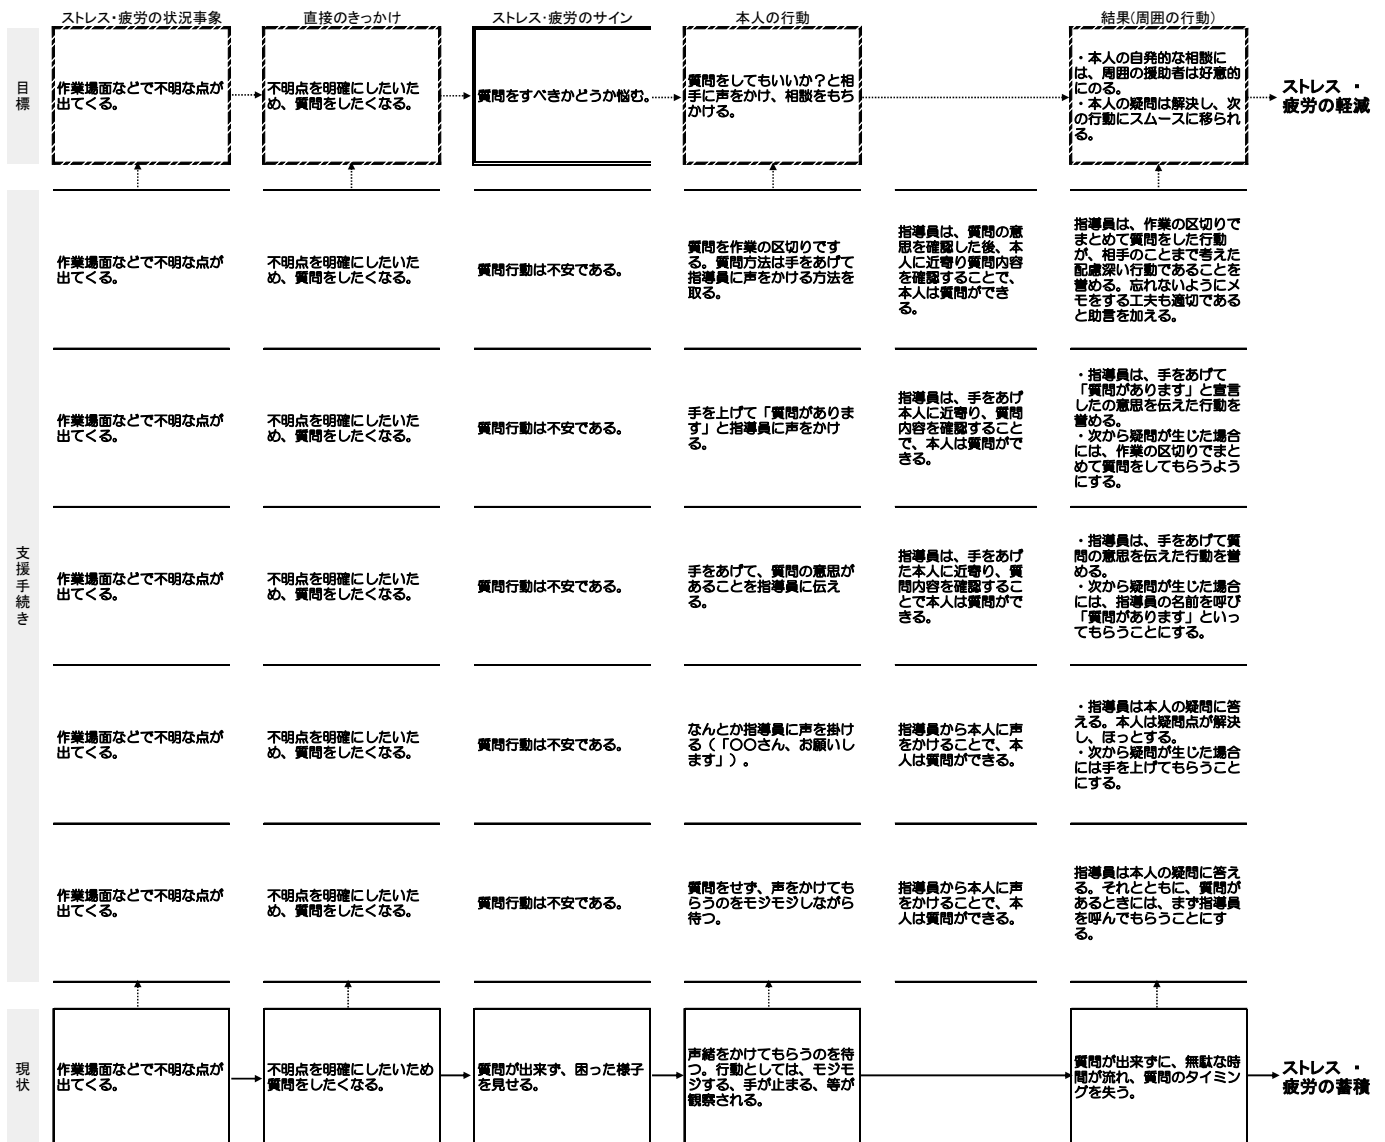 ストレス・疲労の状況事象
直接のきっかけ
ストレス・疲労のサイン
本人の行動
結果(周囲の行動)
目標
作業場面などで不明な点が
出てくる。
不明点を明確にしたいた
め、質問をしたくなる。
質問をすべきかどうか悩む。
質問をしてもいいか？と相
手に声をかけ、相談をもち
かける。
・本人の自発的な相談に
は、周囲の援助者は好意的
にのる。
・本人の疑問は解決し、次
の行動にスムースに移られ
る。
ストレス・
疲労の軽減
支援手続き
作業場面などで不明な点が
出てくる。
不明点を明確にしたいた
め、質問をしたくなる。
質問行動は不安である。
質問を作業の区切りです
る。質問方法は手をあげて
指導員に声をかける方法を
取る。
指導員は、質問の意
思を確認した後、本
人に近寄り質問内容
を確認することで、
本人は質問ができ
る。
指導員は、作業の区切りで
まとめて質問をした行動
が、相手のことまで考えた
配慮深い行動であることを
誉める。忘れないようにメ
モをする工夫も適切である
と助言を加える。
作業場面などで不明な点が
出てくる。
不明点を明確にしたいた
め、質問をしたくなる。
質問行動は不安である。
手を上げて「質問がありま
す」と指導員に声をかけ
る。
指導員は、手をあげ
本人に近寄り、質問
内容を確認すること
で、本人は質問がで
きる。
・指導員は、手をあげて
「質問があります」と宣言
したの意思を伝えた行動を
誉める。
・次から疑問が生じた場合
には、作業の区切りでまと
めて質問をしてもらうよう
にする。
作業場面などで不明な点が
出てくる。
不明点を明確にしたいた
め、質問をしたくなる。
質問行動は不安である。
手をあげて、質問の意思が
あることを指導員に伝え
る。
指導員は、手をあげ
た本人に近寄り、質
問内容を確認するこ
とで本人は質問がで
きる。
・指導員は、手をあげて質
問の意思を伝えた行動を誉
める。
・次から疑問が生じた場合
には、指導員の名前を呼び
「質問があります」といっ
てもらうことにする。
作業場面などで不明な点が
出てくる。
不明点を明確にしたいた
め、質問をしたくなる。
質問行動は不安である。
なんとか指導員に声を掛け
る（「〇〇さん、お願いし
ます」）。
指導員から本人に声
をかけることで、本
人は質問ができる。
・指導員は本人の疑問に答
える。本人は疑問点が解決
し、ほっとする。
・次から疑問が生じた場合
には手を上げてもらうこと
にする。
作業場面などで不明な点が
出てくる。
不明点を明確にしたいた
め、質問をしたくなる。
質問行動は不安である。
質問をせず、声をかけても
らうのをモジモジしながら
待つ。
指導員から本人に声
をかけることで、本
人は質問ができる。
指導員は本人の疑問に答え
る。それとともに、質問が
あるときには、まず指導員
を呼んでもらうことにす
る。
現状
作業場面などで不明な点が
出てくる。
不明点を明確にしたいため
質問をしたくなる。
質問が出来ず、困った様子
を見せる。
声緒をかけてもらうのを待
つ。行動としては、モジモ
ジする、手が止まる、等が
観察される。
質問が出来ずに、無駄な時
間が流れ、質問のタイミン
グを失う。
ストレス・
疲労の蓄積